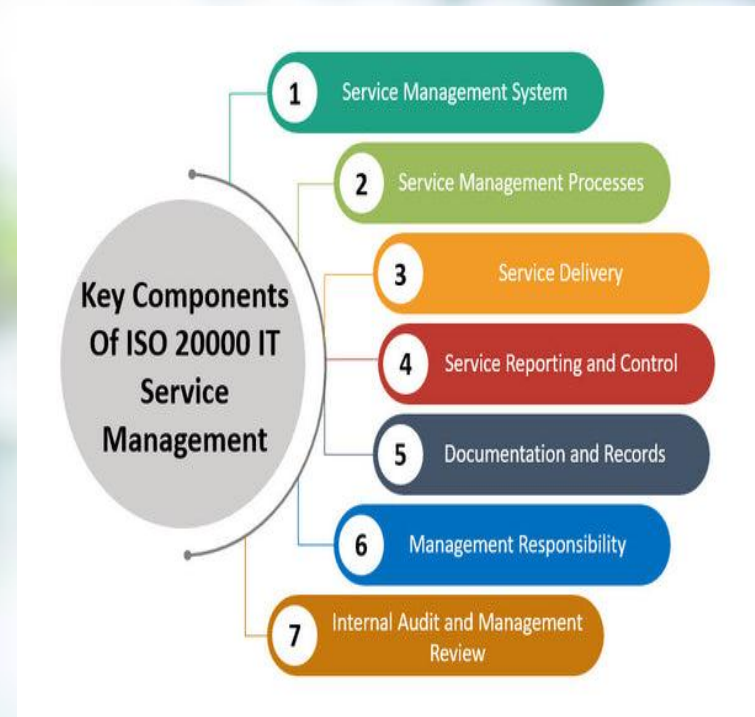 Key Components
Of ISO 20000 IT
Service
Management
1
Service Management System
2
Service Management Processes
3
Service Delivery
4
Service Reporting and Control
5
Documentation and Records
6
Management Responsibility
7
Internal Audit and Management
Review